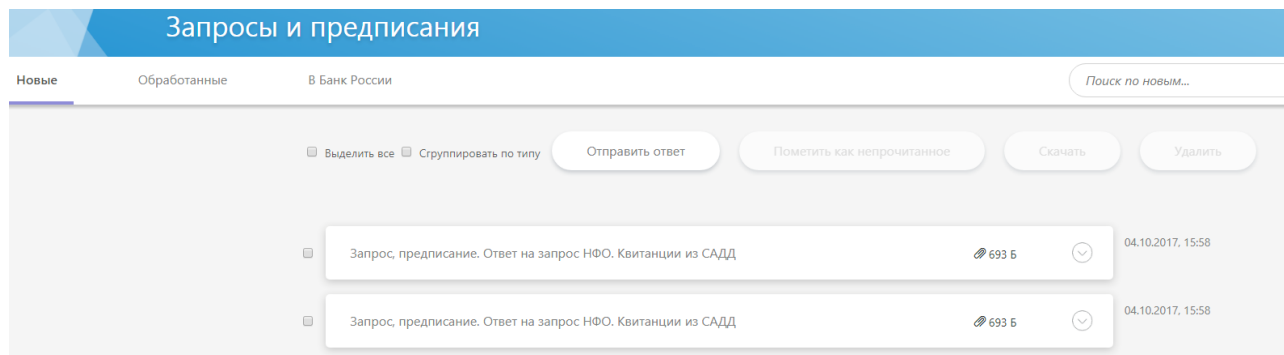 Запросы и предписания
Новые Обработанные В Банк России Поиск по новым...
Выделить все Сгруппировать по типу Отправить ответ Пометить как непрочитанное Скачать Удалить
Запрос, предписание. Ответ на запрос НФО. Квитанции из САДД 693 Б 04.10.2017, 15:58
Запрос, предписание. Ответ на запрос НФО. Квитанции из САДД 693 Б 04.10.2017, 15:58